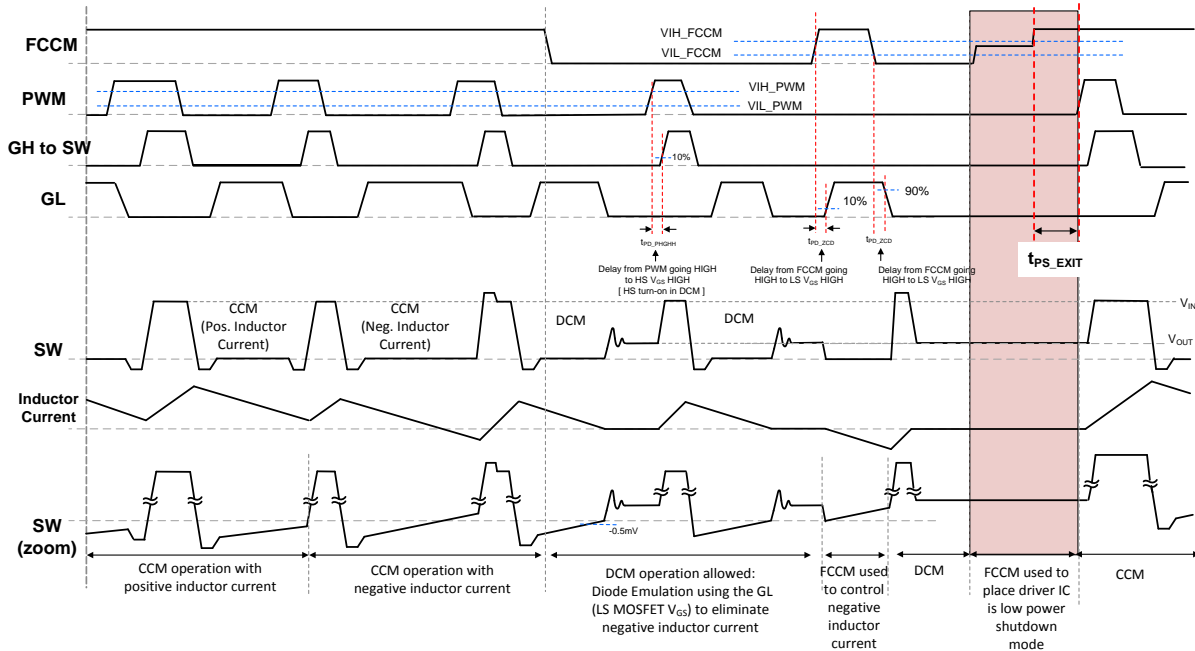 FCCM
VIH_FCCM
VIL_FCCM
PWM
VIH_PWM
VIL_PWM
GH to SW
10%
GL
10%
90%
tPD_PHGHH
tPD_ZCD
tPD_ZCD
tPS_EXIT
Delay from PWM going HIGH
to HS VGS HIGH
[ HS turn-on in DCM ]
Delay from FCCM going
HIGH to LS VGS HIGH
Delay from FCCM going
HIGH to LS VGS HIGH
CCM
(Pos. Inductor
Current)
CCM
(Neg. Inductor
Current)
DCM
DCM
VIN
VOUT
SW
Inductor
Current
SW
(zoom)
-0.5mV
CCM operation with
positive inductor current
CCM operation with
negative inductor current
DCM operation allowed:
Diode Emulation using the GL
(LS MOSFET VGS) to eliminate
negative inductor current
FCCM used
to control
negative
inductor
current
DCM
FCCM used to
place driver IC
is low power
shutdown
mode
CCM